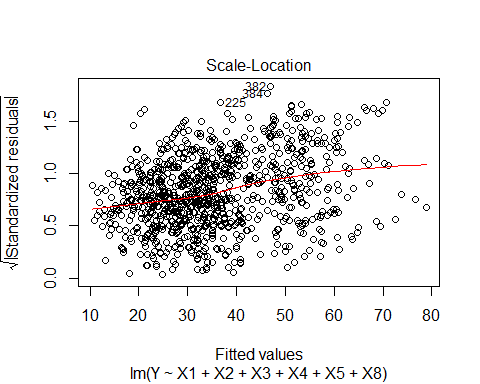 Scale-Location
√|Standardized residuals|
382
384
225
0.0 0.5 1.0 1.5
10 20 30 40 50 60 70 80
Fitted values
lm(Y ~ X1 + X2 + X3 + X4 + X5 + X8)